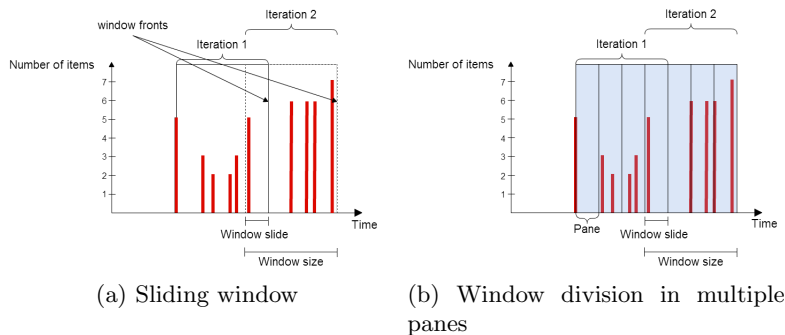 window fronts
Iteration 2
Iteration 1
Number of items
7
6
5
4
3
2
1
Time
Window slide
Window size
(a) Sliding window
Iteration 2
Iteration 1
Number of items
7
6
5
4
3
2
1
Time
Pane
Window slide
Window size
(b) Window division in multiple
panes